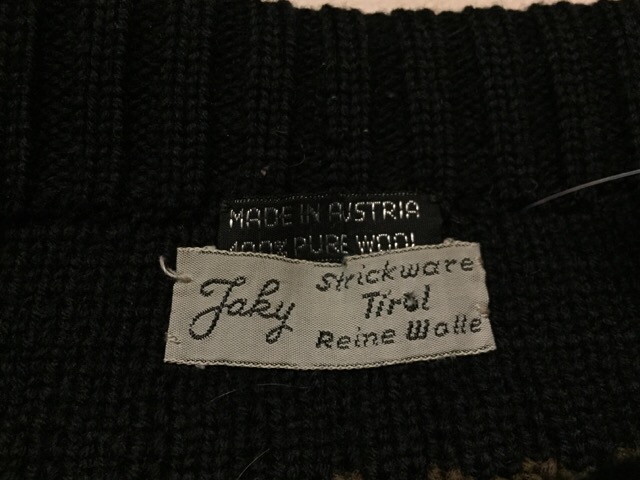 MADE IN AUSTRIA
100% PURE WOOL
Jaky
Strickware
Tirol
Reine Wolle